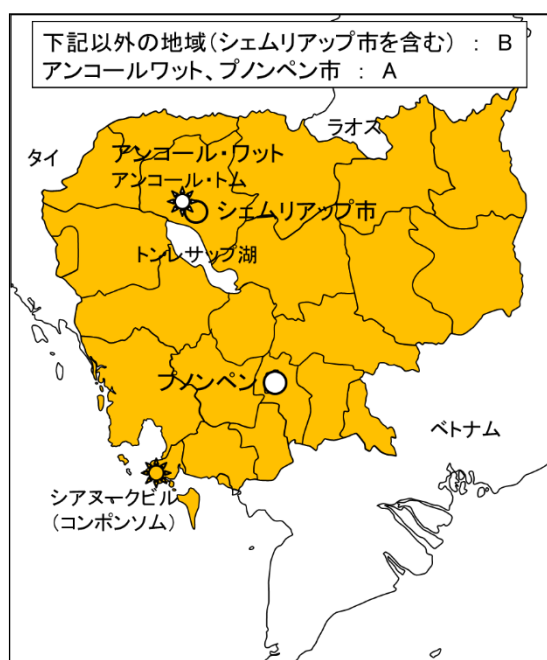 下記以外の地域(シェムリアップ市を含む) : B
アンコールワット、プノンペン市 : A
ラオス
タイ
アンコール・ワット
アンコール・トム
シェムリアップ市
トンレサップ湖
プノンペン
ベトナム
シアヌークビル
(コンポンソム)